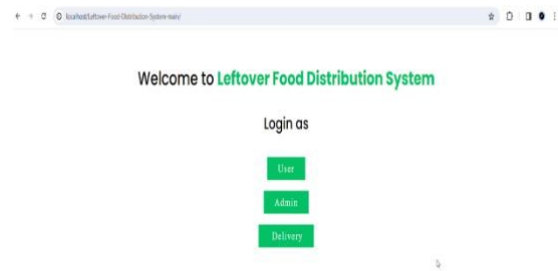 localhost/Leftover-Food-Distribution-System-main/
Welcome to Leftover Food Distribution System
Login as
User
Admin
Delivery